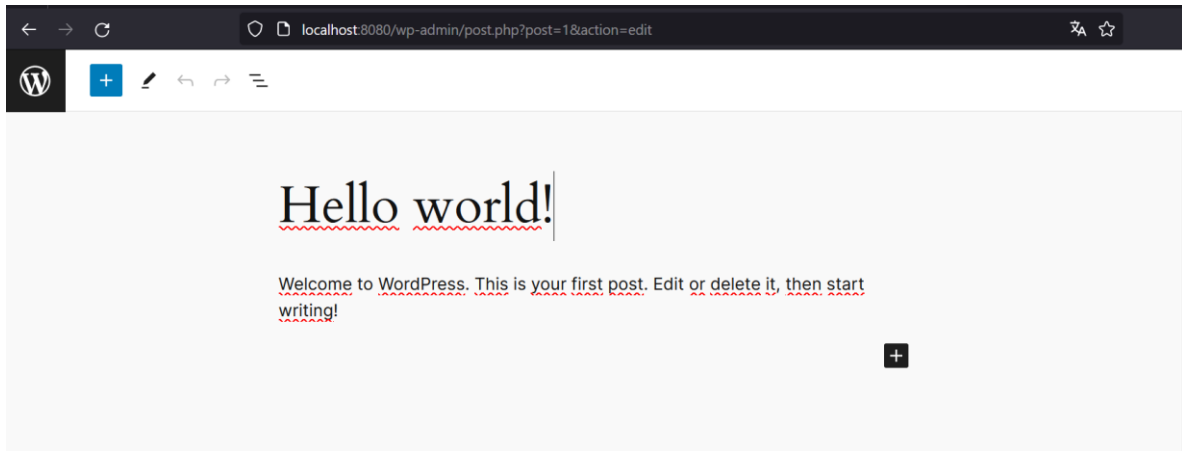 localhost:8080/wp-admin/post.php?post=1&action=edit
Hello world!
Welcome to WordPress. This is your first post. Edit or delete it, then start
writing!